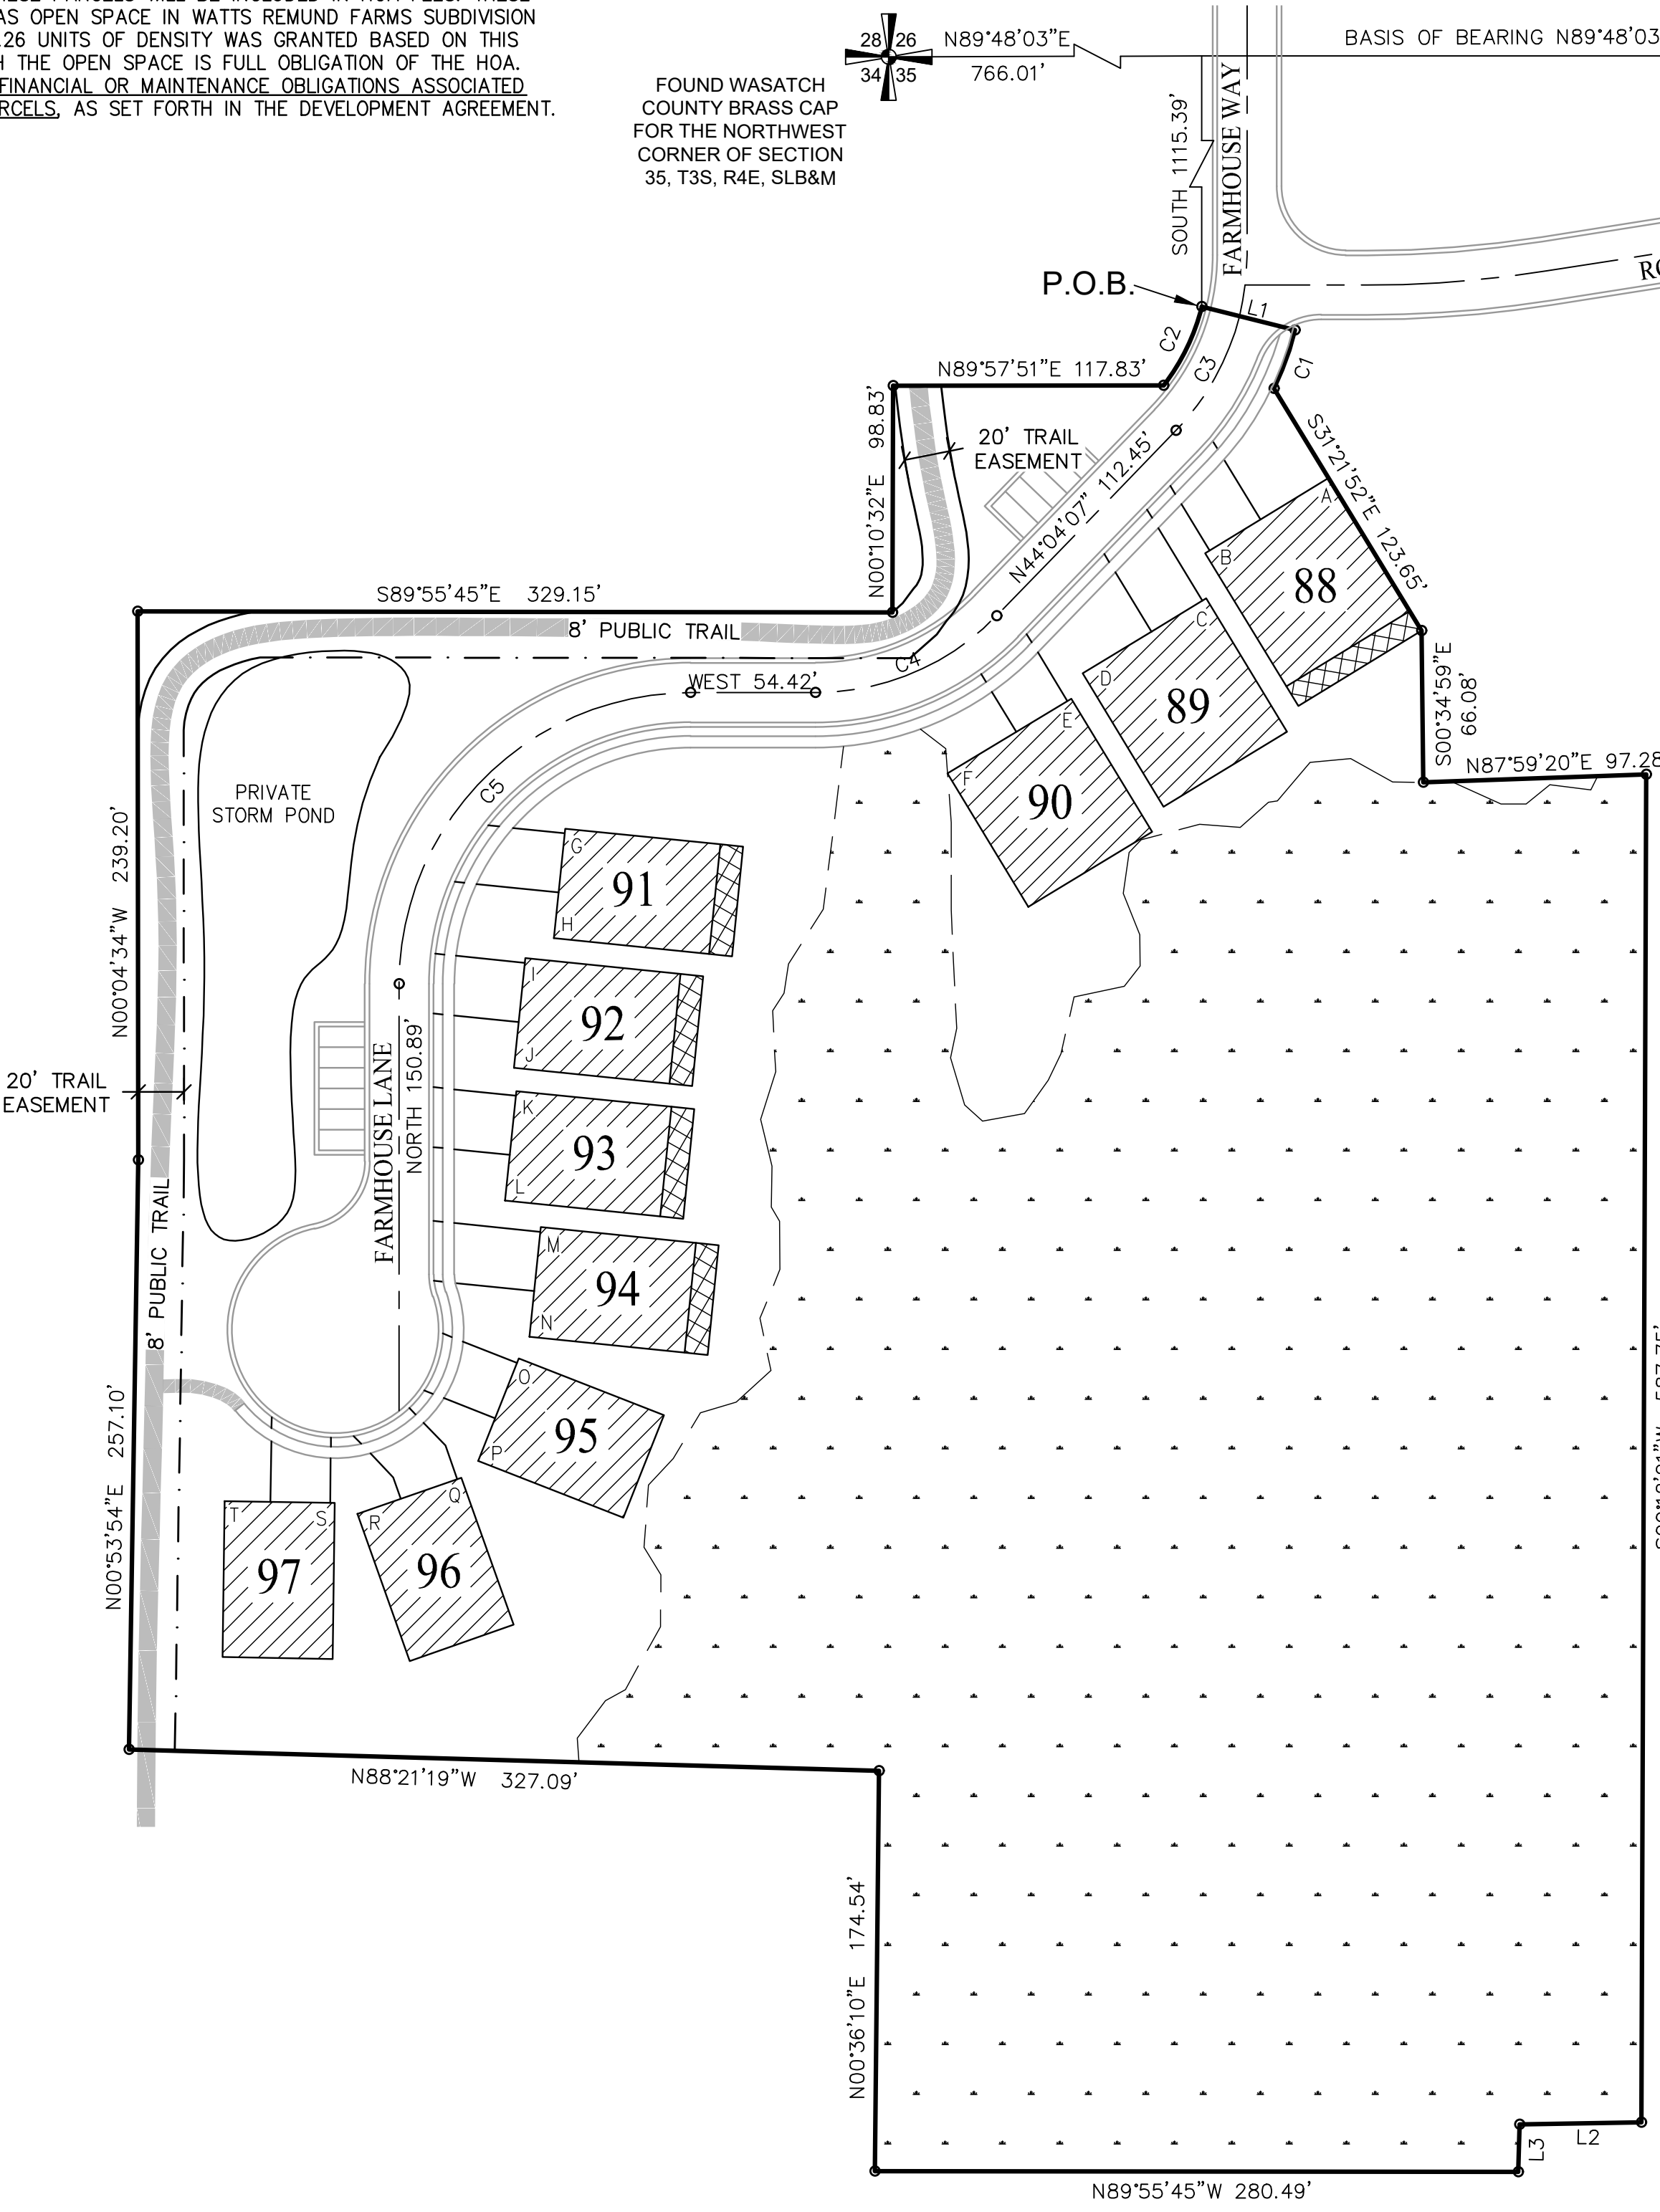 AS OPEN SPACE IN WATTS REMUND FARMS SUBDIVISION
.26 UNITS OF DENSITY WAS GRANTED BASED ON THIS
THE OPEN SPACE IS FULL OBLIGATION OF THE HOA.
FINANCIAL OR MAINTENANCE OBLIGATIONS ASSOCIATED
RCELS, AS SET FORTH IN THE DEVELOPMENT AGREEMENT.
FOUND WASATCH
COUNTY BRASS CAP
FOR THE NORTHWEST
CORNER OF SECTION
35, T3S, R4E, SLB&M
28 26
34 35
N89°48'03"E
766.01'
BASIS OF BEARING N89°48'03
SOUTH 1115.39'
FARMHOUSE WAY
P.O.B.
L1
C2
C3
C1
N89°57'51"E 117.83'
N00°10'32"E 98.83'
20' TRAIL
EASEMENT
N44°04'07" 112.45'
S31°21'52"E 123.65'
A
B
88
C
D
89
E
F
90
S00°34'59"E
66.08'
N87°59'20"E 97.28
S89°55'45"E 329.15'
8' PUBLIC TRAIL
C4
WEST 54.42'
C5
PRIVATE
STORM POND
N00°04'34"W 239.20'
20' TRAIL
EASEMENT
FARMHOUSE LANE
NORTH 150.89'
G
91
H
I
92
J
K
93
L
M
94
N
O
95
P
Q
R
96
T
S
97
8' PUBLIC TRAIL
N00°53'54"E 257.10'
N88°21'19"W 327.09'
N00°36'10"E 174.54'
N89°55'45"W 280.49'
L3
L2